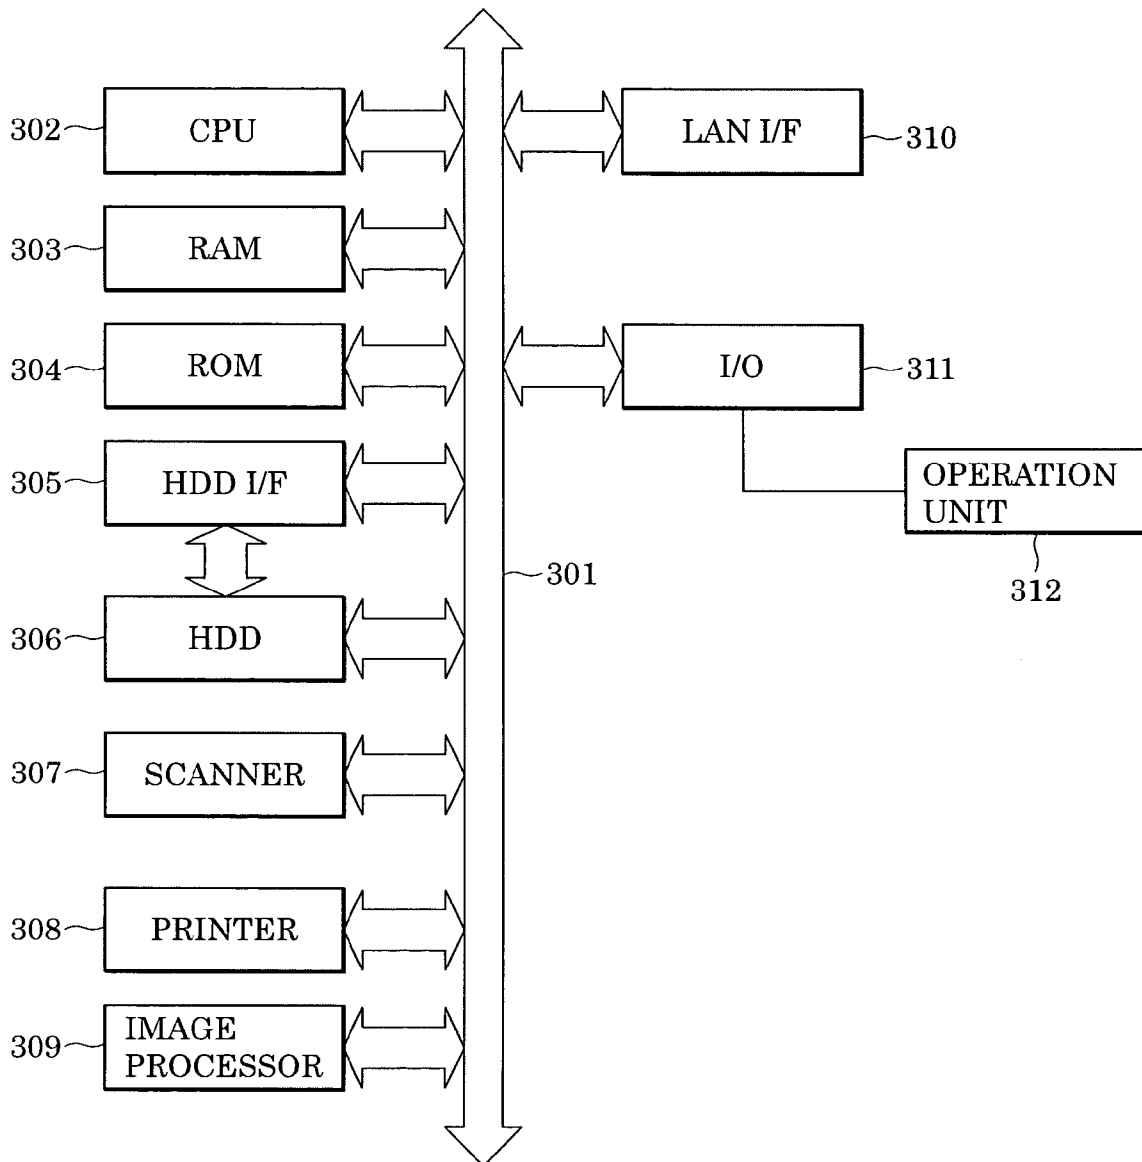 302
CPU
LAN I/F
310
303
RAM
304
ROM
I/O
311
305
HDD I/F
OPERATION
UNIT
312
301
306
HDD
307
SCANNER
308
PRINTER
309
IMAGE
PROCESSOR